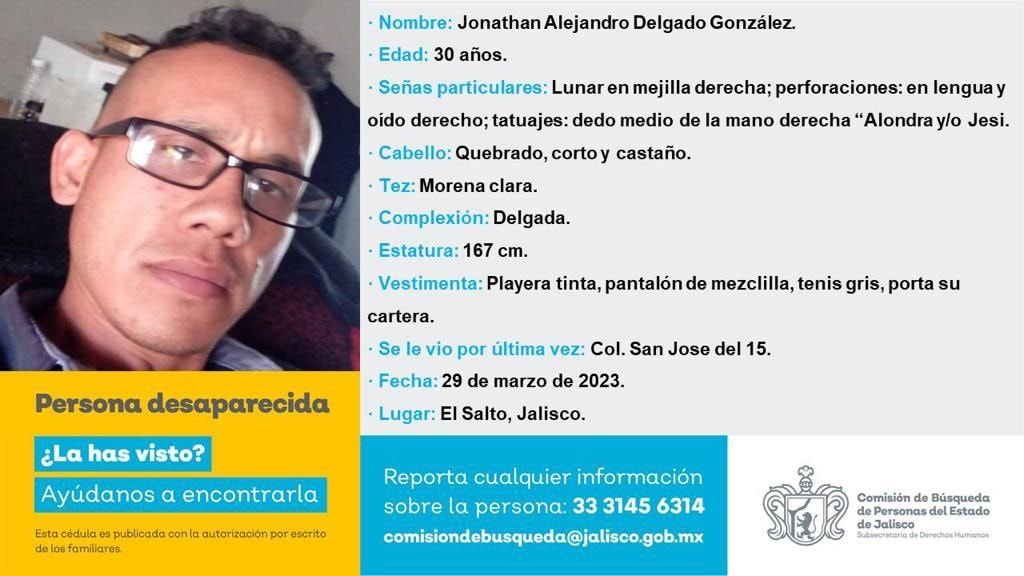 · Nombre: Jonathan Alejandro Delgado González.
· Edad: 30 años.
· Señas particulares: Lunar en mejilla derecha; perforaciones: en lengua y
oído derecho; tatuajes: dedo medio de la mano derecha “Alondra y/o Jesi.
· Cabello: Quebrado, corto y castaño.
· Tez: Morena clara.
· Complexión: Delgada.
· Estatura: 167 cm.
· Vestimenta: Playera tinta, pantalón de mezclilla, tenis gris, porta su
cartera.
· Se le vio por última vez: Col. San Jose del 15.
· Fecha: 29 de marzo de 2023.
· Lugar: El Salto, Jalisco.
Persona desaparecida
¿La has visto?
Ayúdanos a encontrarla
Esta cédula es publicada con la autorización por escrito
de los familiares.
Reporta cualquier información
sobre la persona: 33 3145 6314
comisiondebusqueda@jalisco.gob.mx
Comisión de Búsqueda
de Personas del Estado
de Jalisco
Subsecretaría de Derechos Humanos